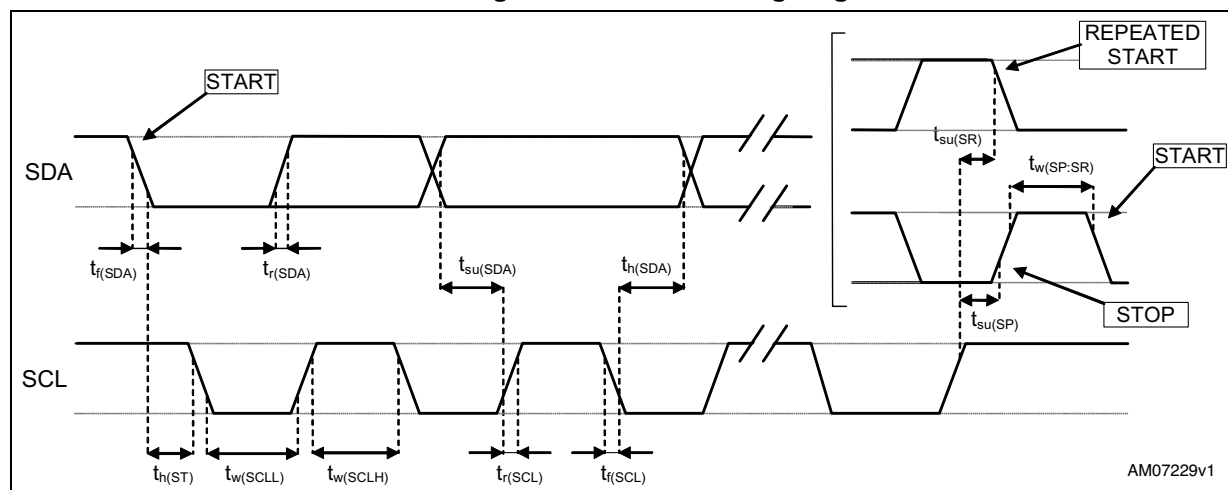 REPEATED
START
START
t_su(SR)
START
t_w(SP:SR)
SDA
t_f(SDA)
t_r(SDA)
t_su(SDA)
t_h(SDA)
t_su(SP)
STOP
SCL
t_h(ST)
t_w(SCLL)
t_w(SCLH)
t_r(SCL)
t_f(SCL)
AM07229v1